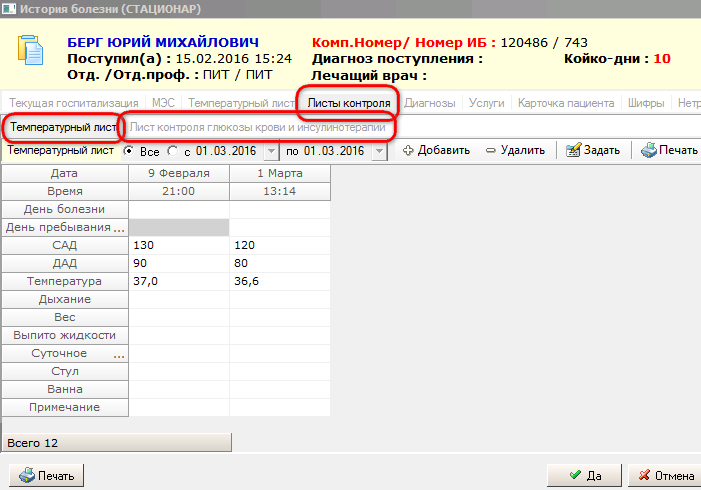 История болезни (СТАЦИОНАР)
БЕРГ ЮРИЙ МИХАЙЛОВИЧ Комп.Номер/ Номер ИБ : 120486 / 743
Поступил(а) : 15.02.2016 15:24 Диагноз поступления : Койко-дни : 10
Отд. /Отд.проф. : ПИТ / ПИТ Лечащий врач :
Текущая госпитализация МЭС Температурный лист Листы контроля Диагнозы Услуги Карточка пациента Шифры Нетр
Температурный лист Лист контроля глюкозы крови и инсулинотерапии
Температурный лист Все с 01.03.2016 по 01.03.2016 Добавить Удалить Задать Печать
Дата 9 Февраля 1 Марта
Время 21:00 13:14
День болезни
День пребывания ...
САД 130 120
ДАД 90 80
Температура 37,0 36,6
Дыхание
Вес
Выпито жидкости
Суточное ...
Стул
Ванна
Примечание
Всего 12
Печать Да Отмена